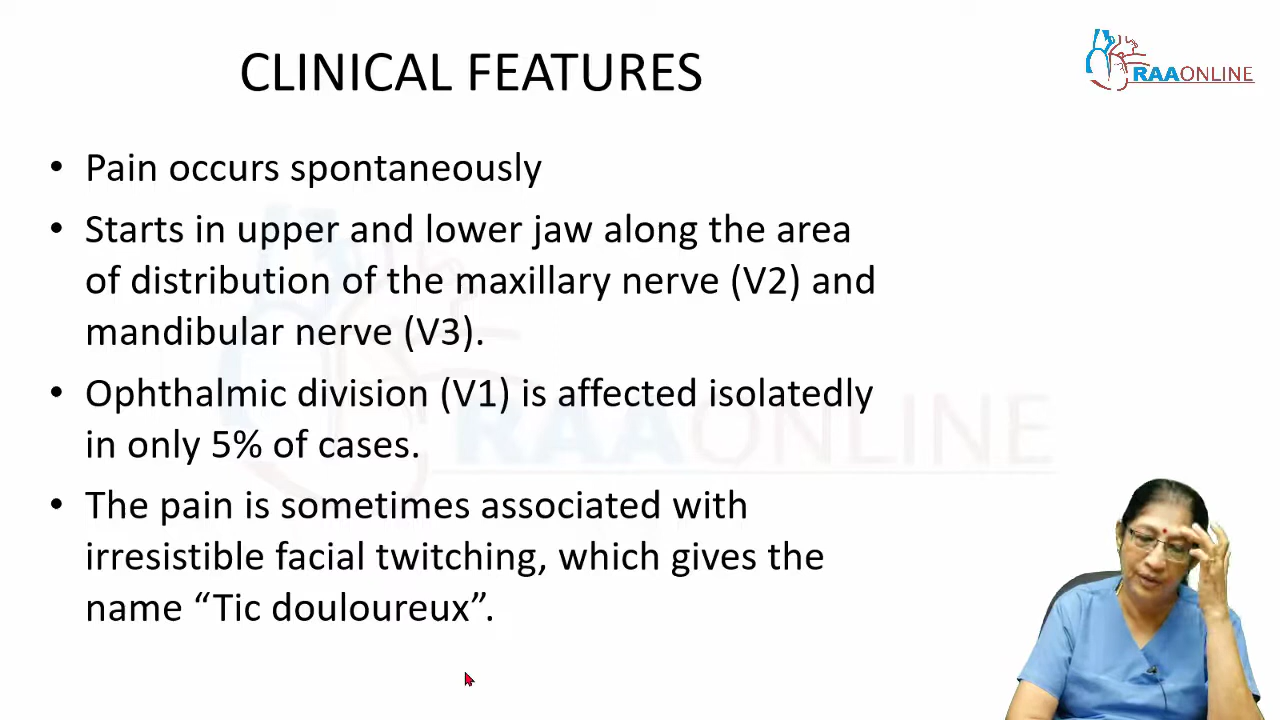 CLINICAL FEATURES
RAAONLINE
• Pain occurs spontaneously
• Starts in upper and lower jaw along the area
of distribution of the maxillary nerve (V2) and
mandibular nerve (V3).
• Ophthalmic division (V1) is affected isolatedly
in only 5% of cases.
• The pain is sometimes associated with
irresistible facial twitching, which gives the
name “Tic douloureux”.
RAAONLINE